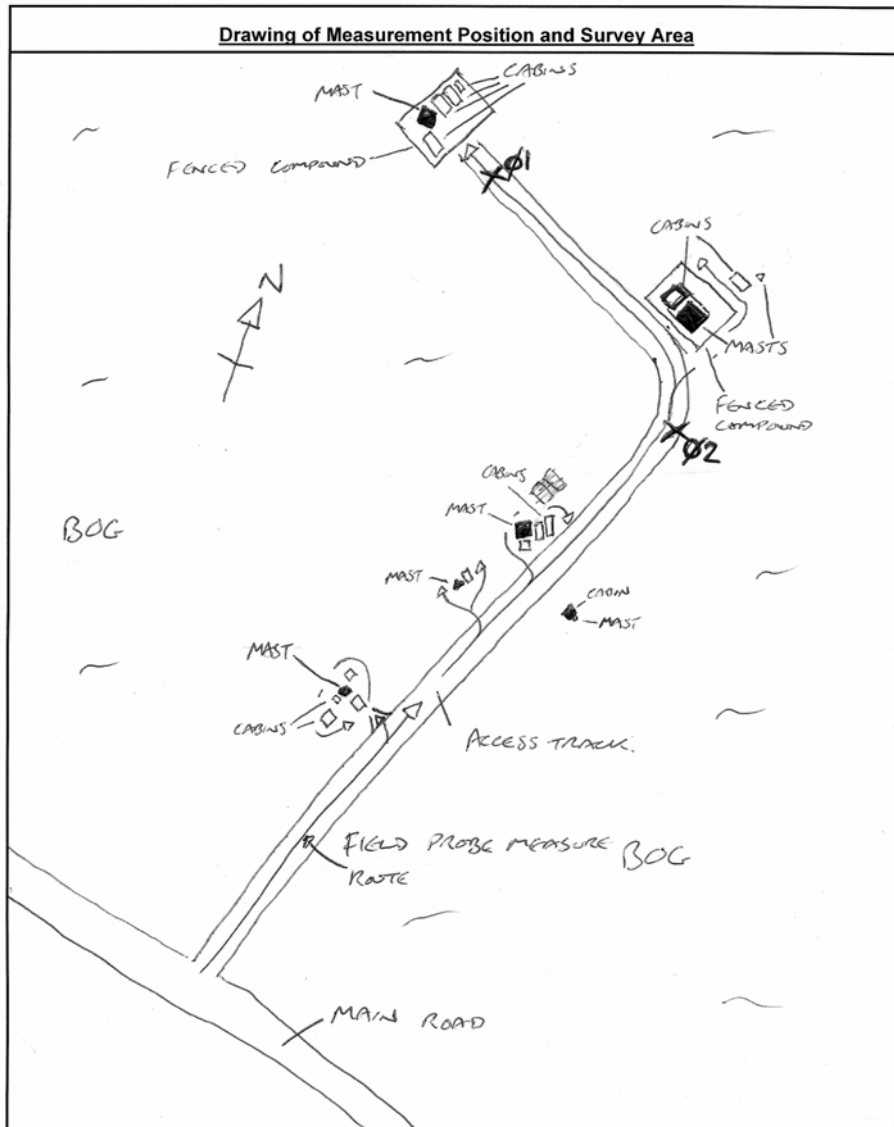 Drawing of Measurement Position and Survey Area
CABINS
MAST
FENCED COMPOUND
Ø1
N
CABINS
MASTS
FENCED
COMPOUND
Ø2
CABINS
MAST
BOG
MAST
CABIN
MAST
MAST
CABINS
ACCESS TRACK.
FIELD PROBE MEASURE
ROUTE
BOG
MAIN ROAD